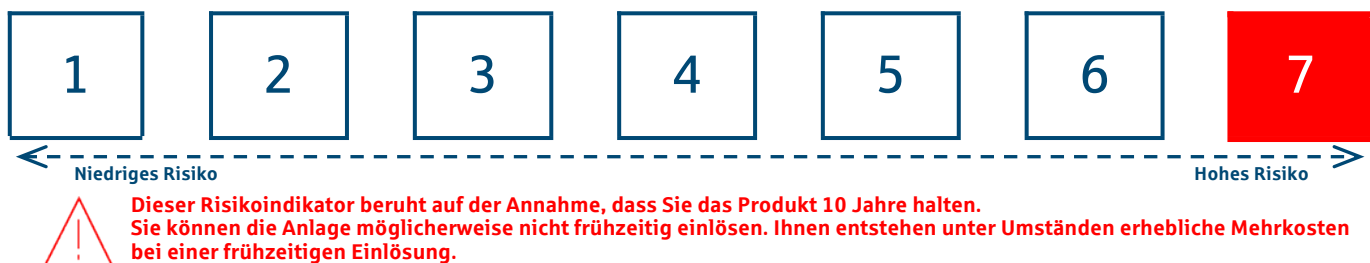 1 2 3 4 5 6 7
Niedriges Risiko Hohes Risiko
Dieser Risikoindikator beruht auf der Annahme, dass Sie das Produkt 10 Jahre halten.
Sie können die Anlage möglicherweise nicht frühzeitig einlösen. Ihnen entstehen unter Umständen erhebliche Mehrkosten
bei einer frühzeitigen Einlösung.